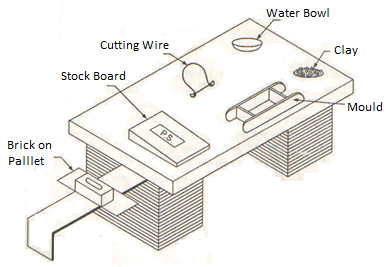 Water Bowl
Cutting Wire
Clay
Stock Board
Mould
PS
Brick on
Palllet